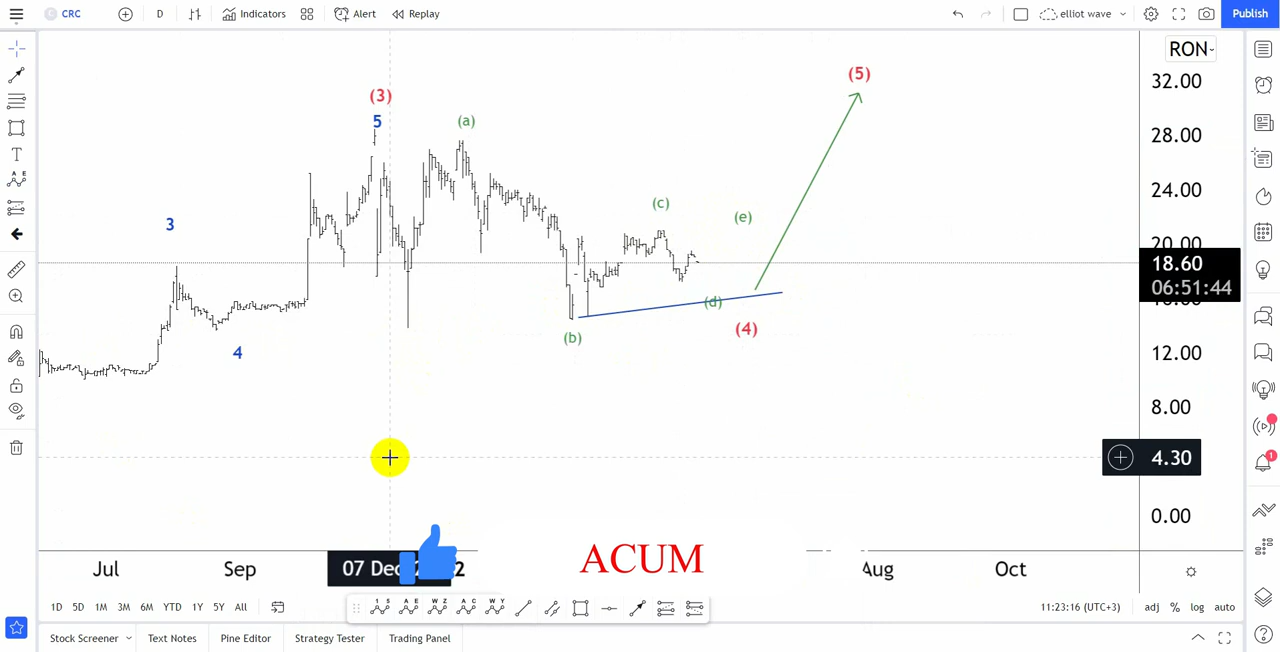 CRC
D
Indicators
Alert
Replay
elliot wave
Publish
RON
32.00
28.00
24.00
20.00
18.60
06:51:44
12.00
8.00
4.30
0.00
(3)
5
(a)
(5)
3
(c)
(e)
(d)
(4)
(b)
4
ACUM
Jul
Sep
07 Dec
2
Aug
Oct
1D 5D 1M 3M 6M YTD 1Y 5Y All
11:23:16 (UTC+3)
adj % log auto
Stock Screener
Text Notes
Pine Editor
Strategy Tester
Trading Panel